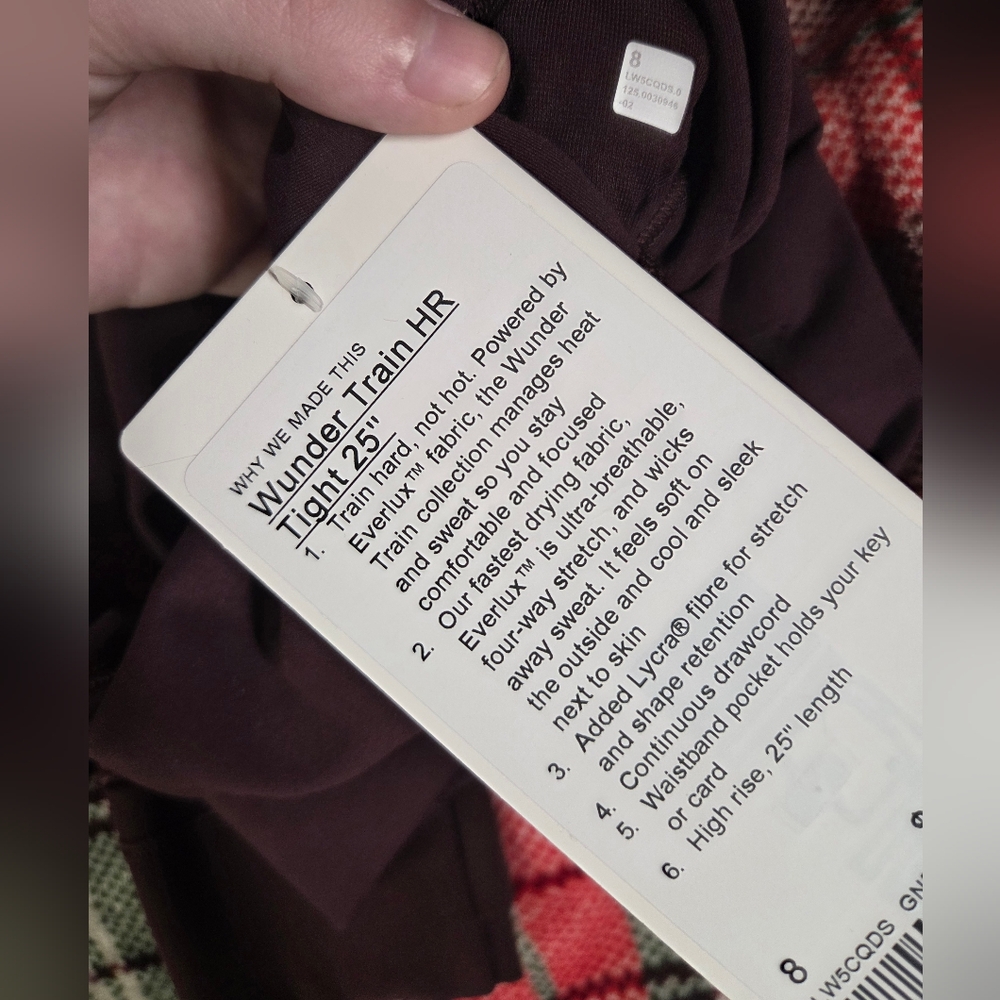 8
LW5CQDS.0
125.0030946
-02
WHY WE MADE THIS
Wunder Train HR
Tight 25"
1. Train hard, not hot. Powered by
Everlux™ fabric, the Wunder
Train collection manages heat
and sweat so you stay
comfortable and focused
2. Our fastest drying fabric,
Everlux™ is ultra-breathable,
four-way stretch, and wicks
away sweat. It feels soft on
the outside and cool and sleek
next to skin
3. Added Lycra® fibre for stretch
and shape retention
4. Continuous drawcord
5. Waistband pocket holds your key
or card
6. High rise, 25" length
8
LW5CQDS